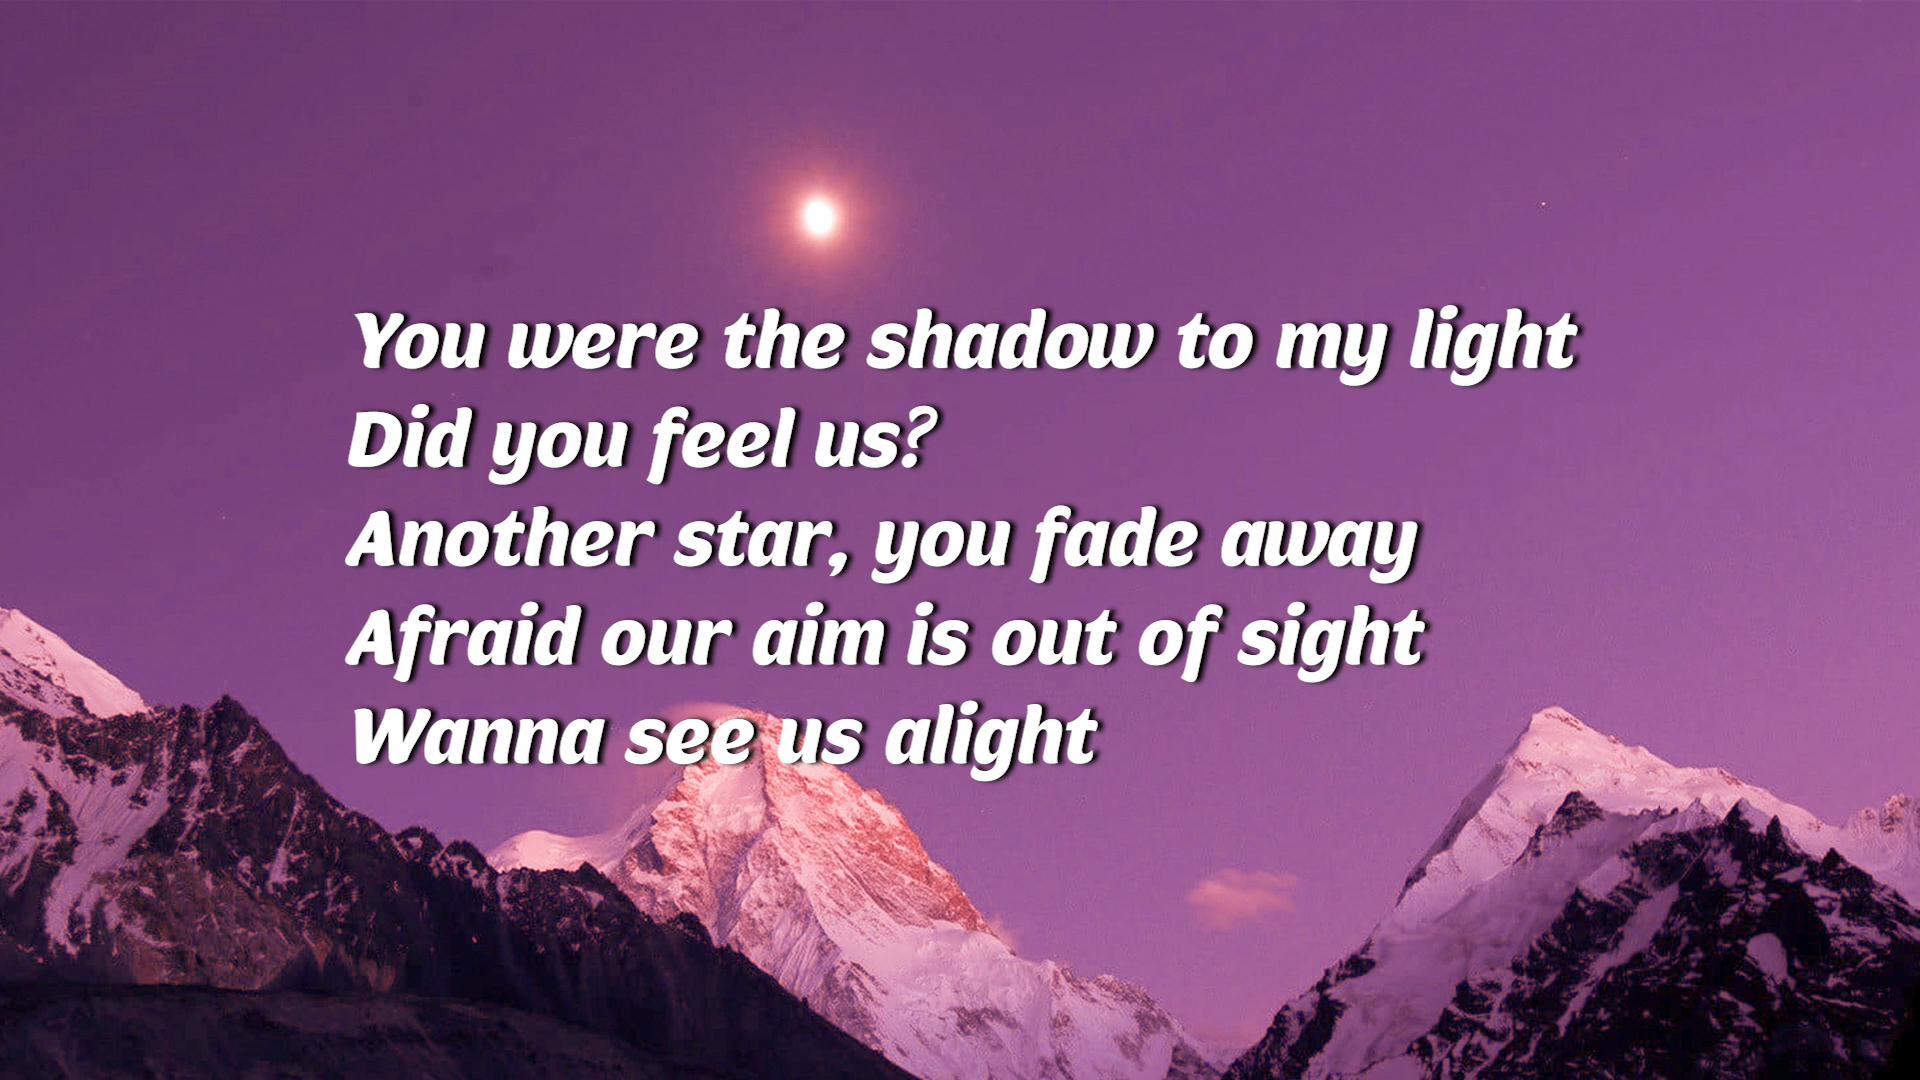 You were the shadow to my light
Did you feel us?
Another star, you fade away
Afraid our aim is out of sight
Wanna see us alight